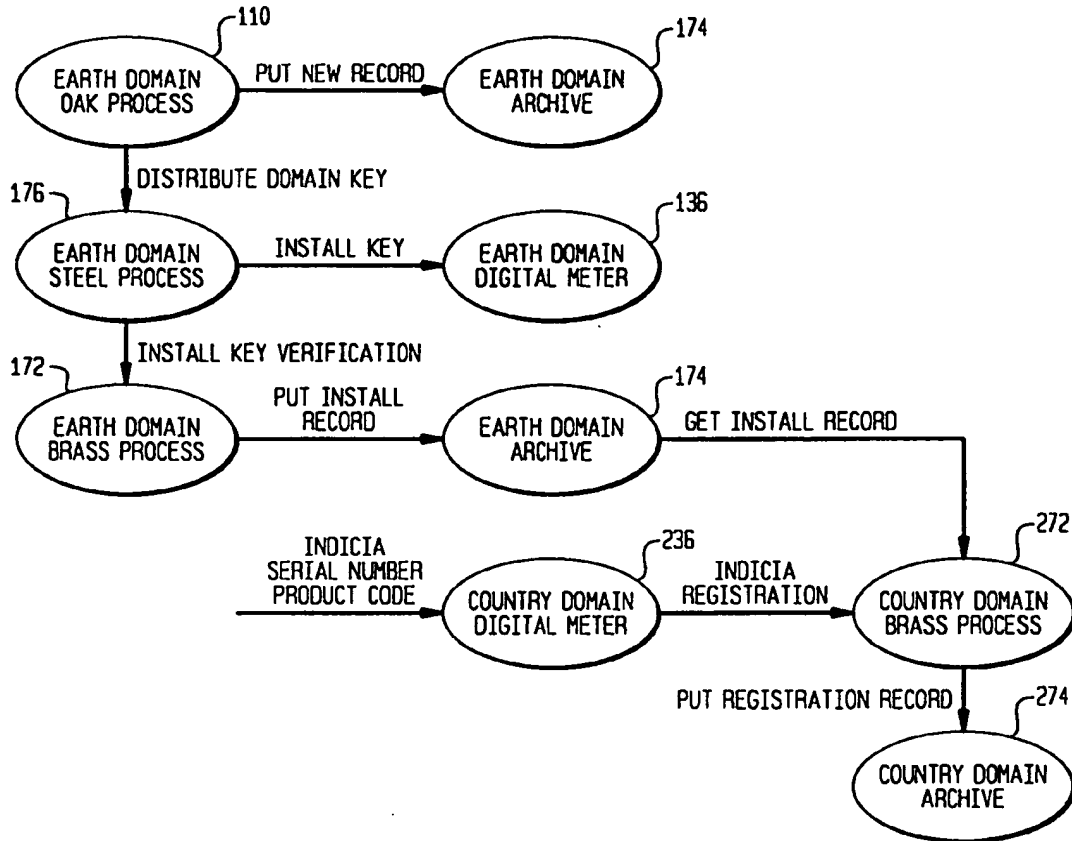 110
174
EARTH DOMAIN
OAK PROCESS
PUT NEW RECORD
EARTH DOMAIN
ARCHIVE
DISTRIBUTE DOMAIN KEY
176
136
EARTH DOMAIN
STEEL PROCESS
INSTALL KEY
EARTH DOMAIN
DIGITAL METER
INSTALL KEY VERIFICATION
172
174
EARTH DOMAIN
BRASS PROCESS
PUT INSTALL
RECORD
EARTH DOMAIN
ARCHIVE
GET INSTALL RECORD
INDICIA
SERIAL NUMBER
PRODUCT CODE
236
COUNTRY DOMAIN
DIGITAL METER
INDICIA
REGISTRATION
272
COUNTRY DOMAIN
BRASS PROCESS
PUT REGISTRATION RECORD
274
COUNTRY DOMAIN
ARCHIVE